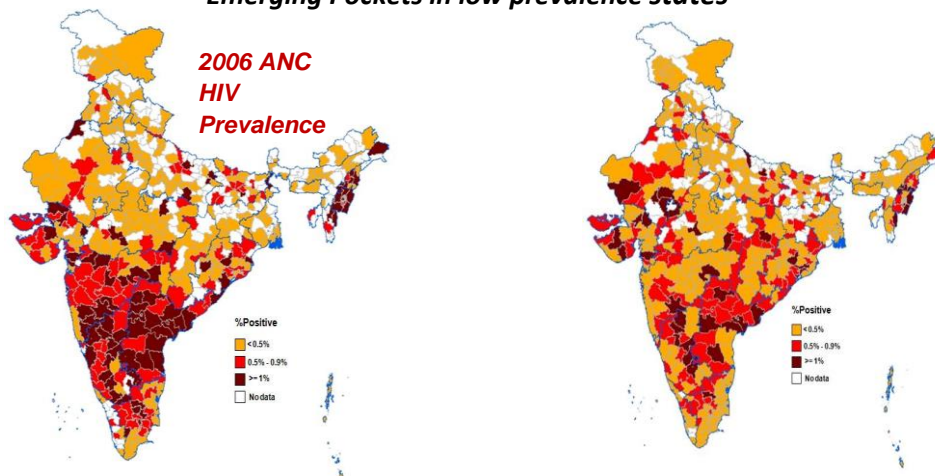 Emerging Pockets in low prevalence states
2006 ANC
HIV
Prevalence
%Positive
<0.5%
0.5% - 0.9%
>= 1%
No data
%Positive
<0.5%
0.5% - 0.9%
>= 1%
No data